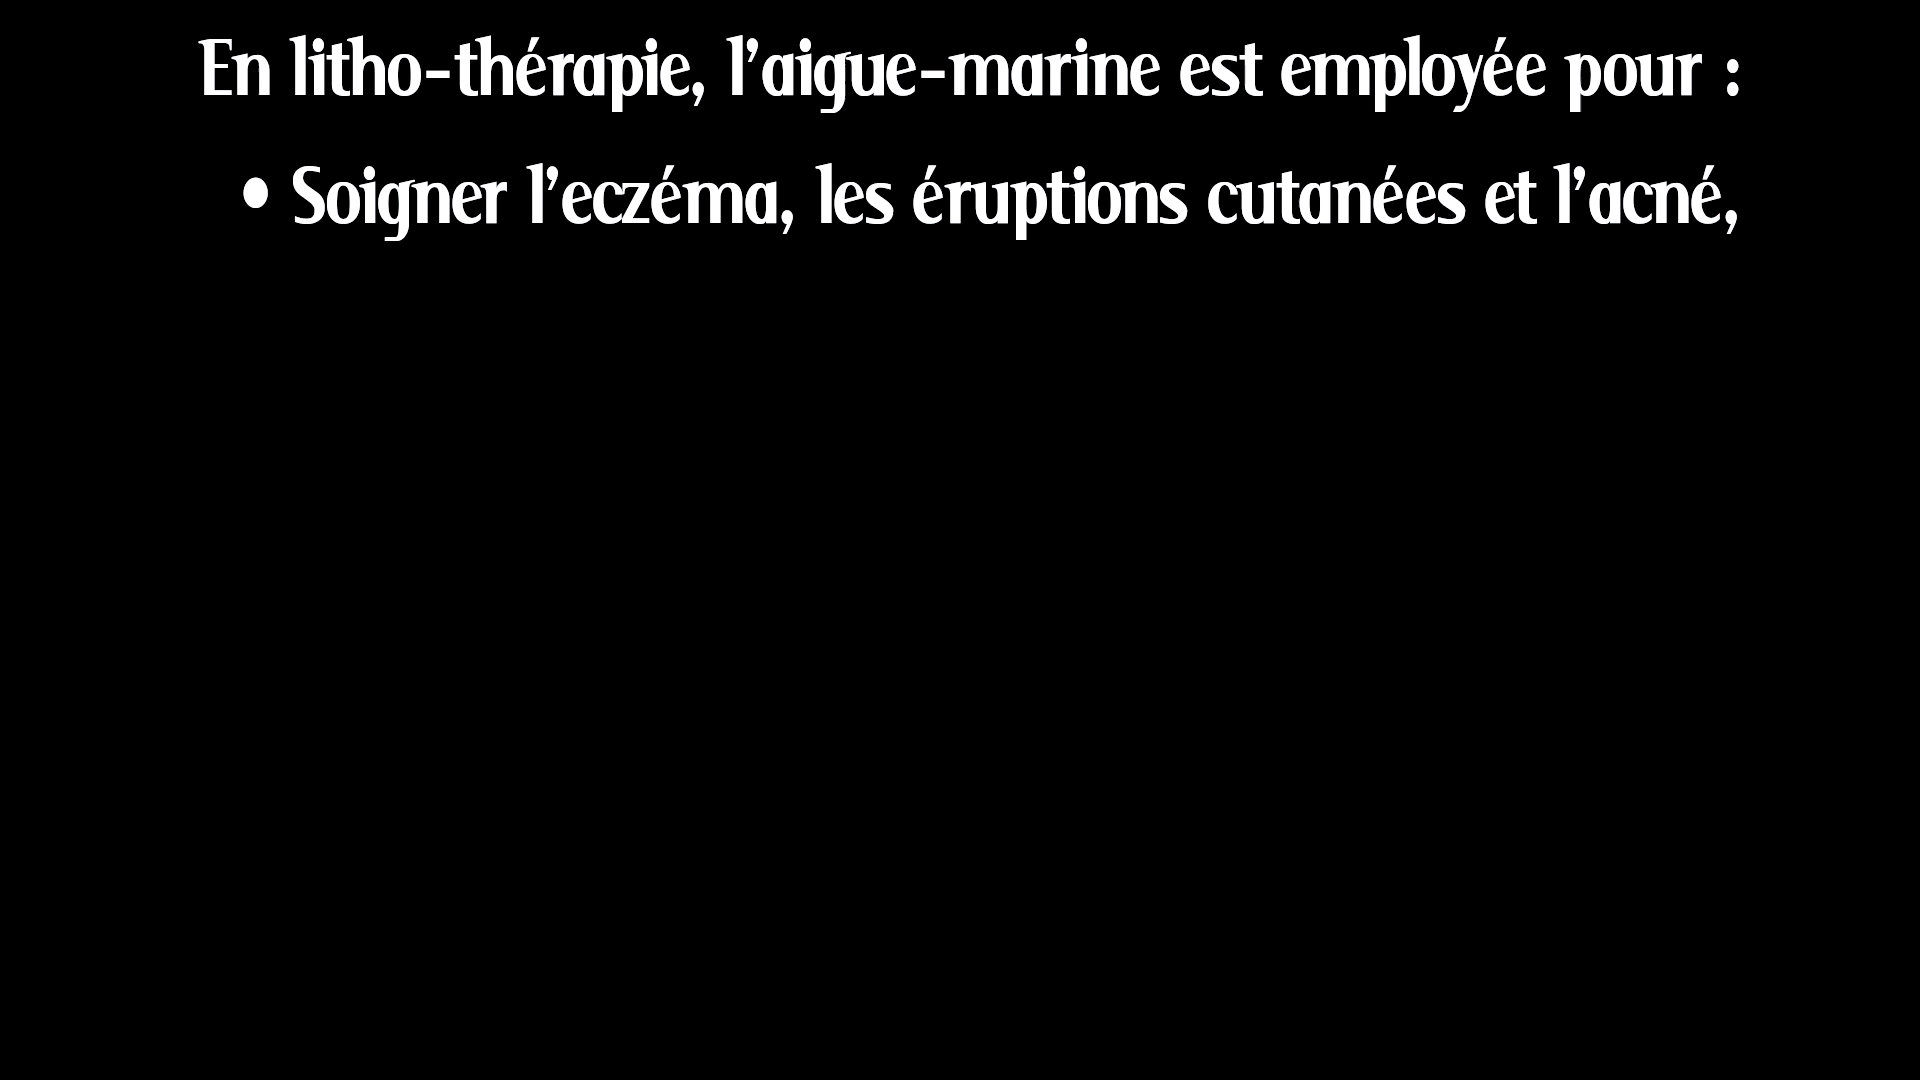 En litho-thérapie, l’aigue-marine est employée pour :
• Soigner l’eczéma, les éruptions cutanées et l’acné,